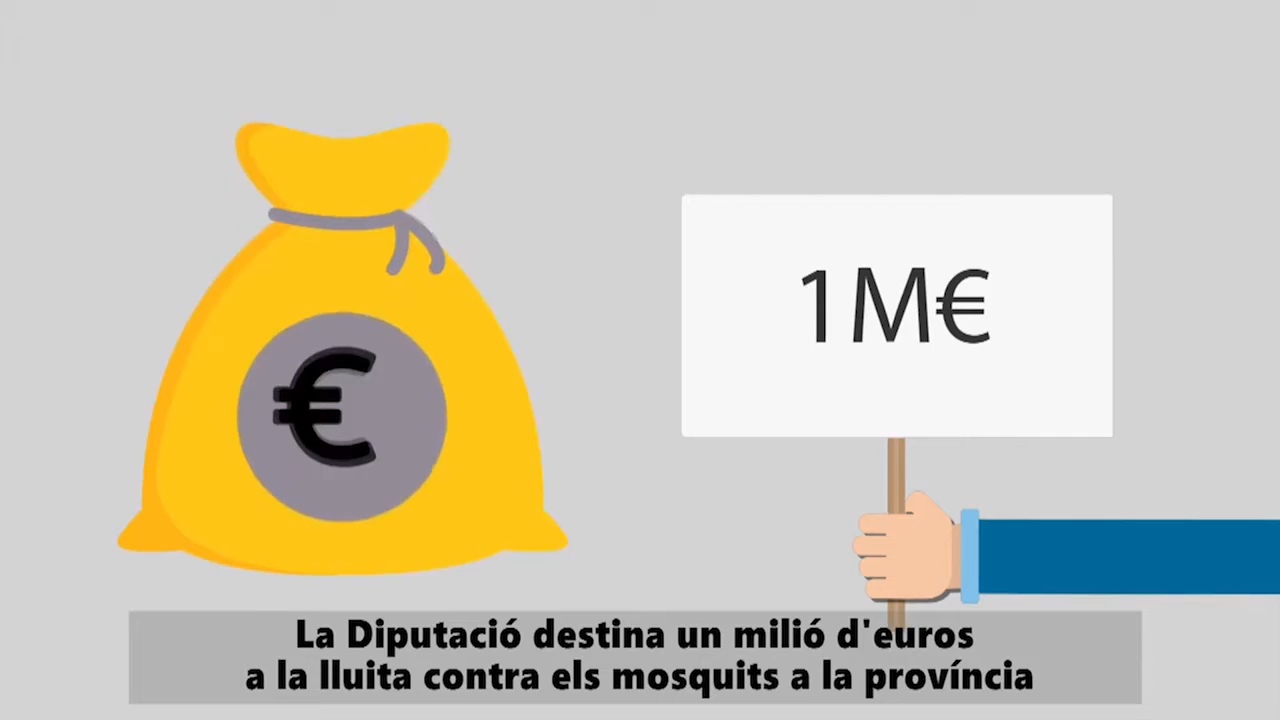 €
1M€
La Diputació destina un milió d'euros
a la lluita contra els mosquits a la província